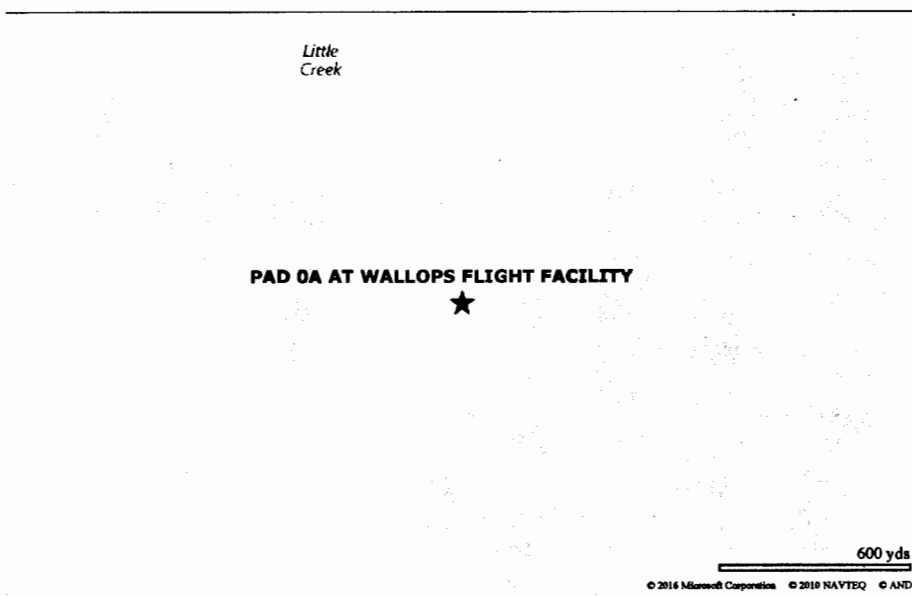 Little
Creek
PAD 0A AT WALLOPS FLIGHT FACILITY
600 yds
© 2016 Microsoft Corporation © 2010 NAVTEQ © AND